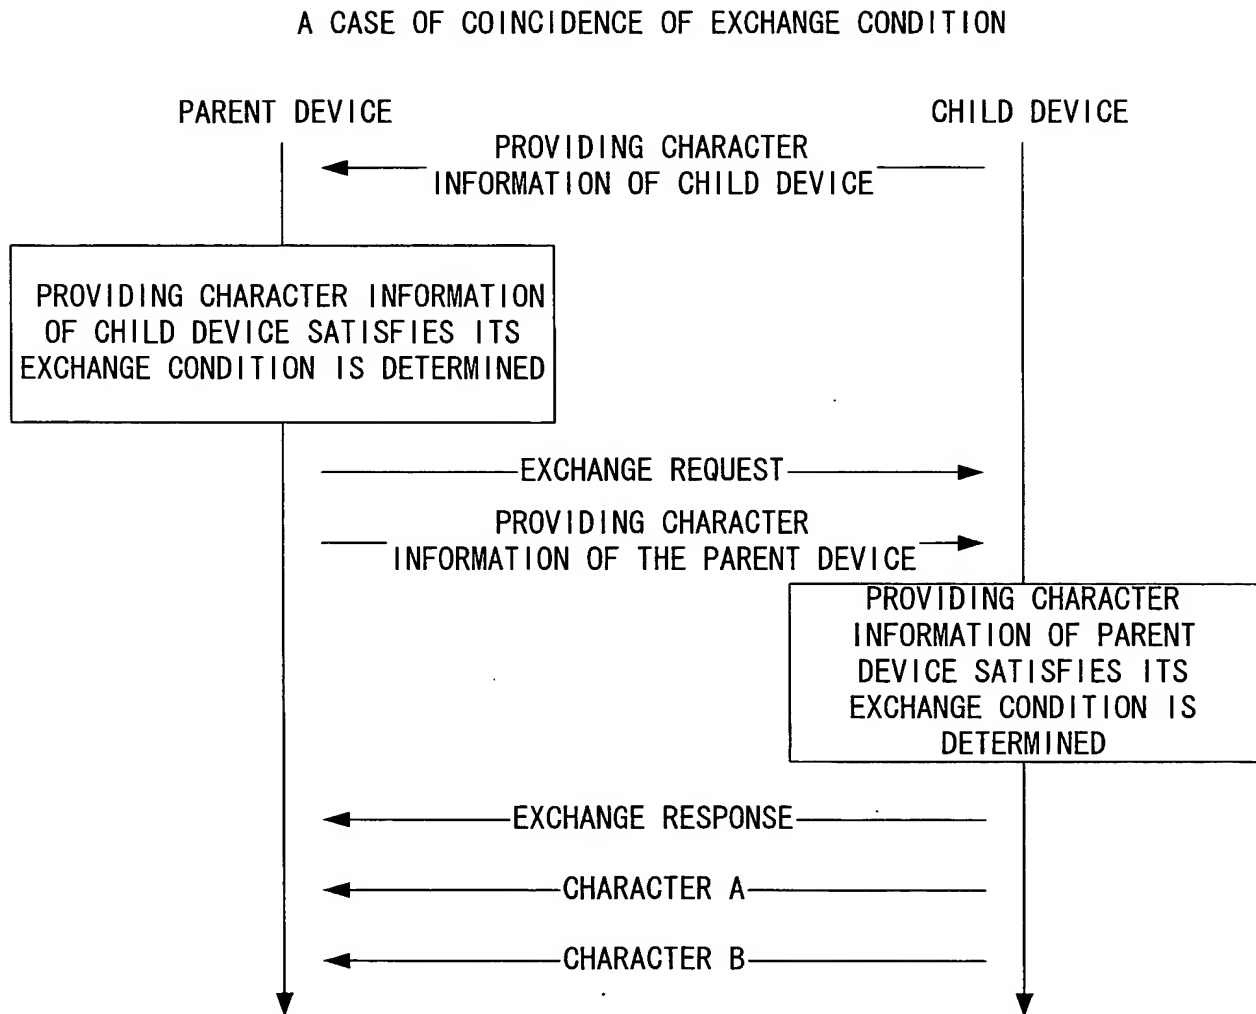 A CASE OF COINCIDENCE OF EXCHANGE CONDITION
PARENT DEVICE
CHILD DEVICE
PROVIDING CHARACTER
INFORMATION OF CHILD DEVICE
PROVIDING CHARACTER INFORMATION
OF CHILD DEVICE SATISFIES ITS
EXCHANGE CONDITION IS DETERMINED
EXCHANGE REQUEST
PROVIDING CHARACTER
INFORMATION OF THE PARENT DEVICE
PROVIDING CHARACTER
INFORMATION OF PARENT
DEVICE SATISFIES ITS
EXCHANGE CONDITION IS
DETERMINED
EXCHANGE RESPONSE
CHARACTER A
CHARACTER B